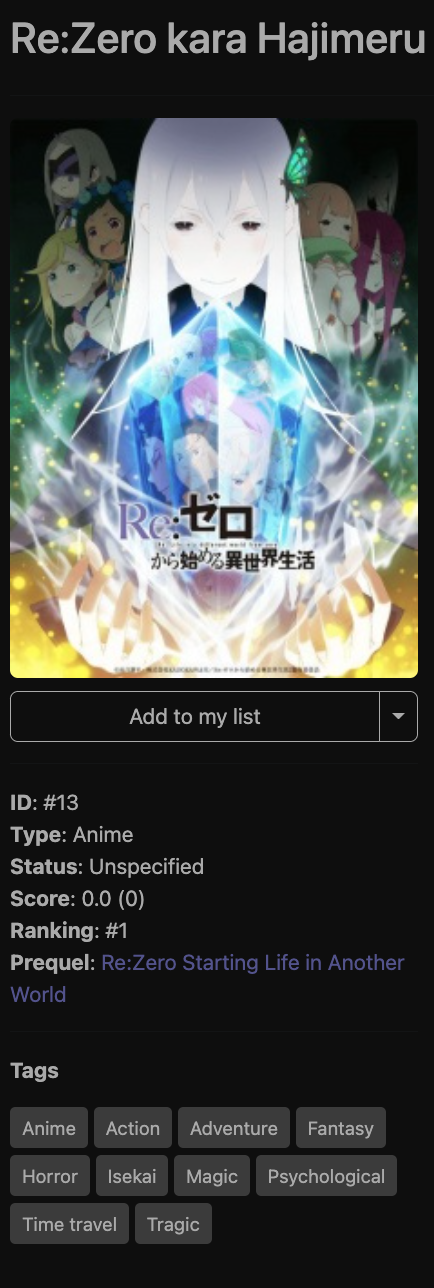 Re:Zero kara Hajimeru
Re:ゼロ
から始める異世界生活
Add to my list
ID: #13
Type: Anime
Status: Unspecified
Score: 0.0 (0)
Ranking: #1
Prequel: Re:Zero Starting Life in Another
World
Tags
Anime Action Adventure Fantasy
Horror Isekai Magic Psychological
Time travel Tragic